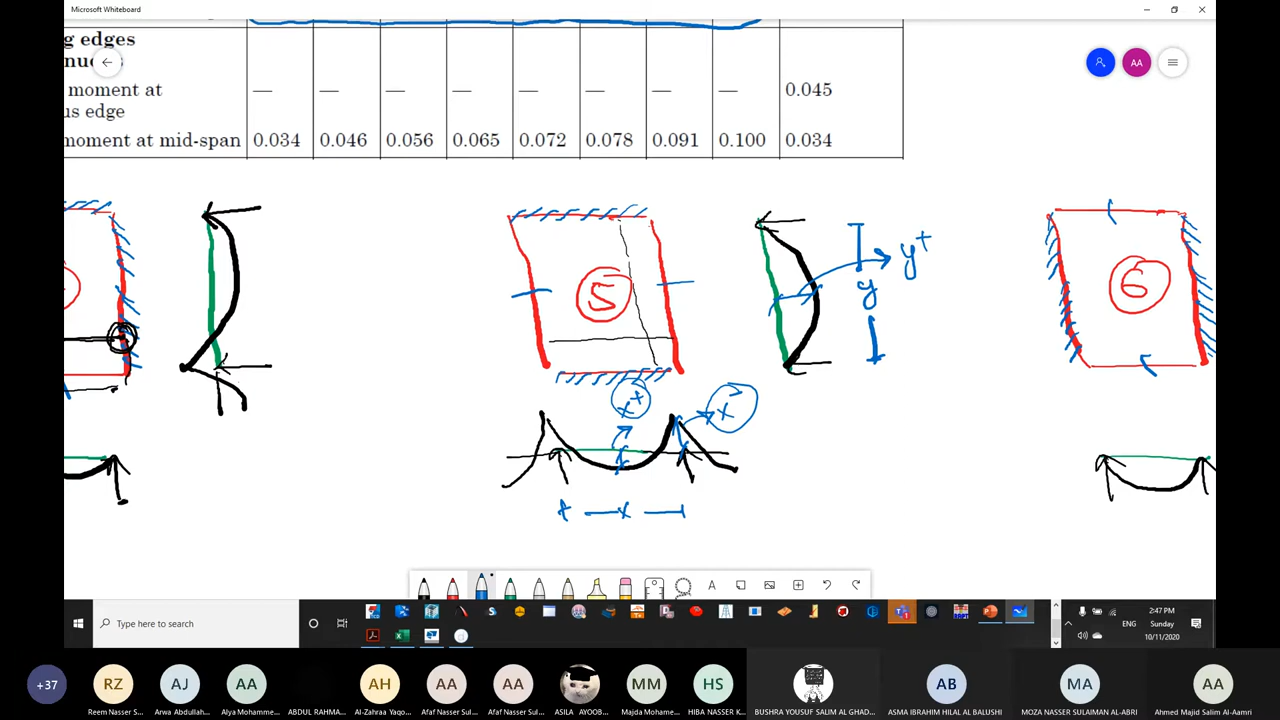 Microsoft Whiteboard
g edges
nuous
moment at
us edge
— — — — — — — — 0.045
moment at mid-span 0.034 0.046 0.056 0.065 0.072 0.078 0.091 0.100 0.034
AA
5
y+
y
6
x+
x-
x
A
Type here to search
ENG
2:47 PM
Sunday
10/11/2020
+37
RZ
AJ
AA
AH
AA
AA
MM
HS
AB
MA
AA
Reem Nasser S...
Arwa Abdullah...
Alya Mohamme...
ABDUL RAHMA...
Al-Zahraa Yaqo...
Afaf Nasser Sul...
Afaf Nasser Sul...
ASILA AYOOB...
Majda Mohame...
HIBA NASSER K...
BUSHRA YOUSUF SALIM AL GHAD...
ASMA IBRAHIM HILAL AL BALUSHI
MOZA NASSER SULAIMAN AL-ABRI
Ahmed Majid Salim Al-Aamri